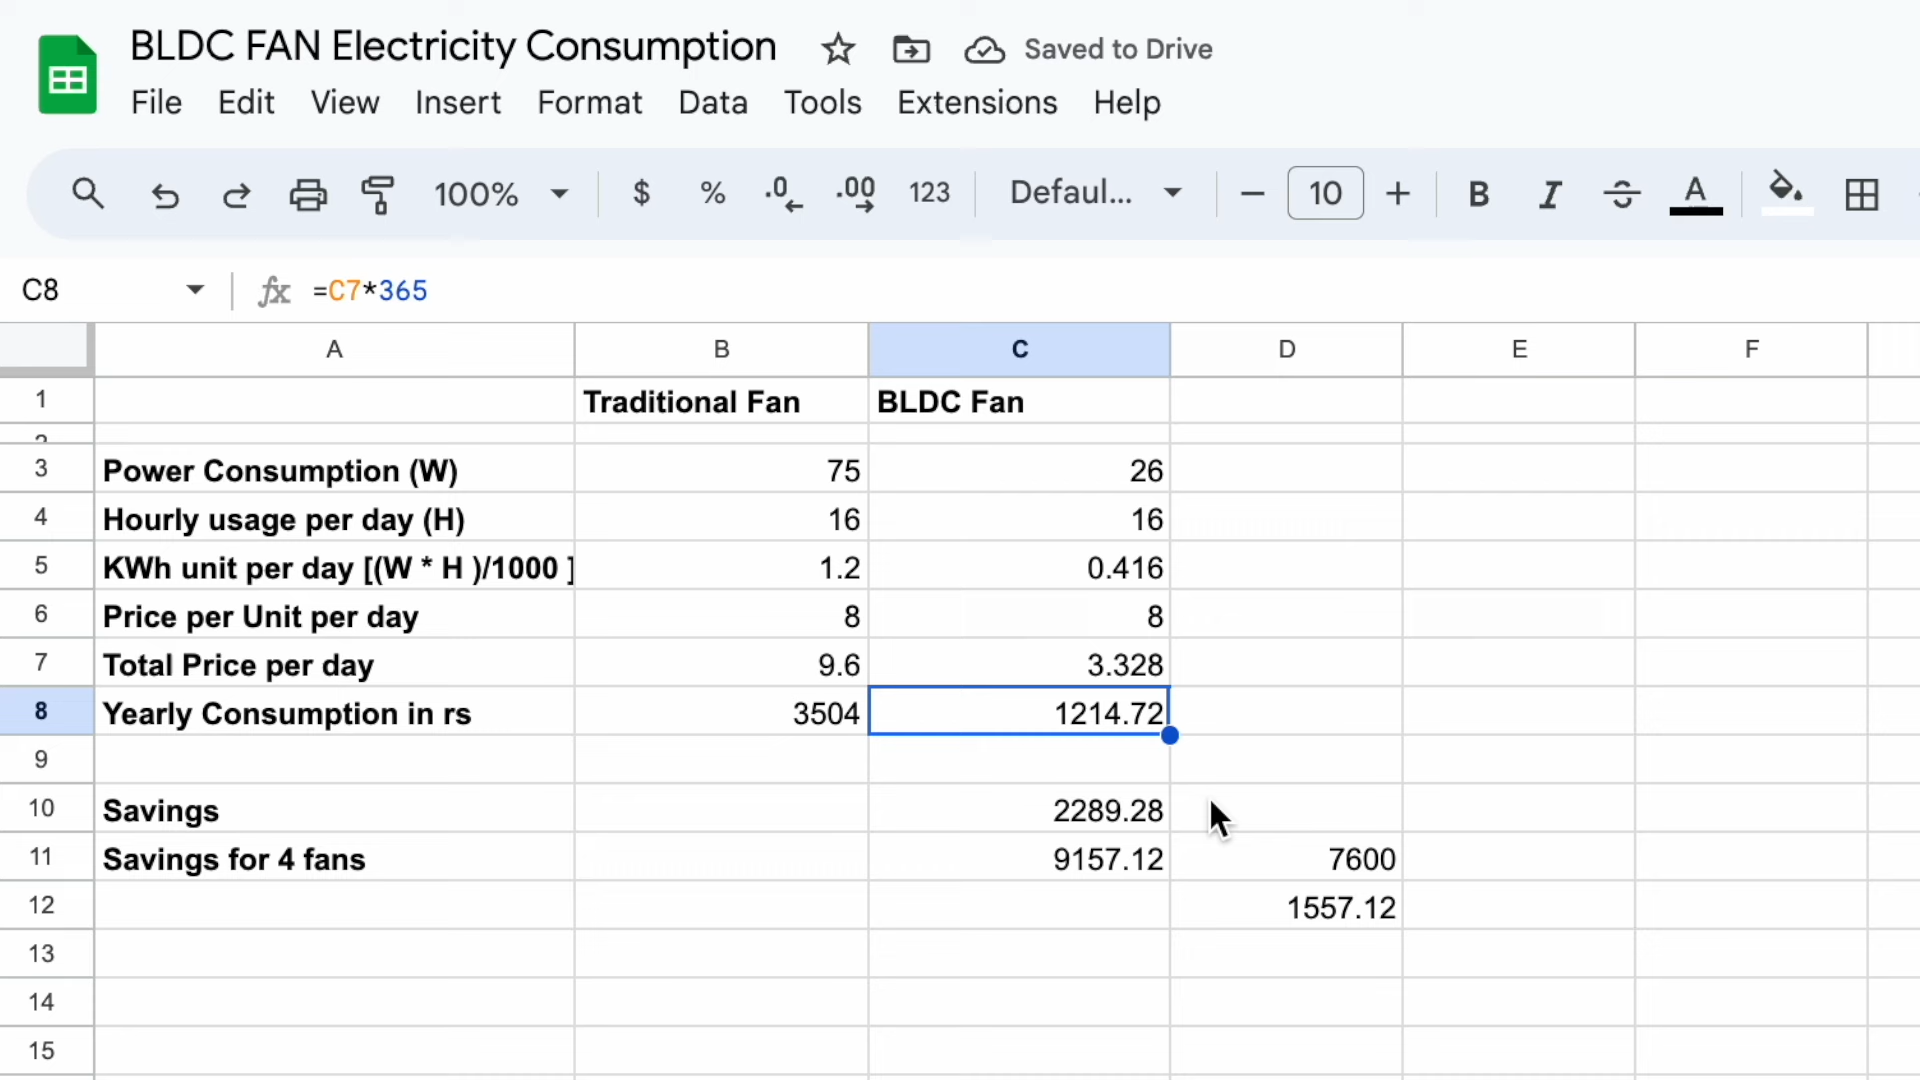 BLDC FAN Electricity Consumption Saved to Drive
File Edit View Insert Format Data Tools Extensions Help
100% $ % .0 .00 123 Defaul... 10 B I A
C8 fx =C7*365
A B C D E F
1 Traditional Fan BLDC Fan
2
3 Power Consumption (W) 75 26
4 Hourly usage per day (H) 16 16
5 KWh unit per day [(W * H )/1000 ] 1.2 0.416
6 Price per Unit per day 8 8
7 Total Price per day 9.6 3.328
8 Yearly Consumption in rs 3504 1214.72
9
10 Savings 2289.28
11 Savings for 4 fans 9157.12 7600
12 1557.12
13
14
15